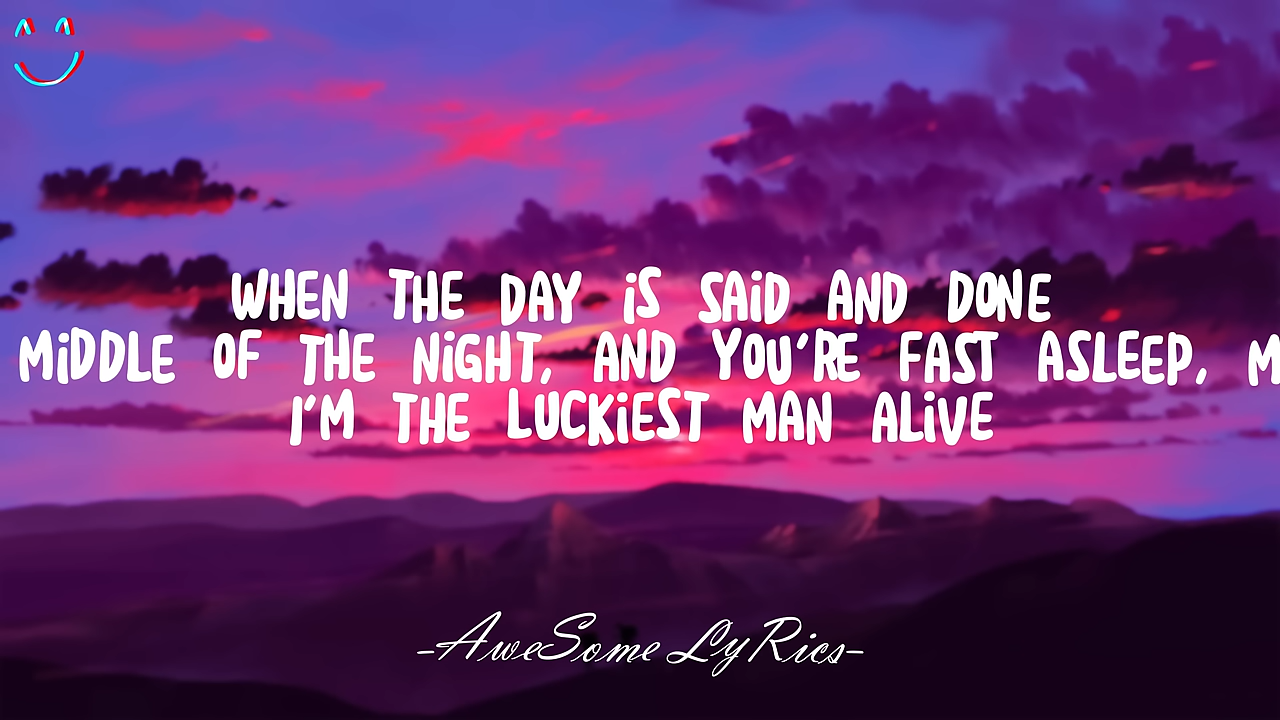 WHEN THE DAY iS SAiD AND DONE
MiDDLE OF THE NiGHT, AND YOU'RE FAST ASLEEP, M
I'M THE LUCKiEST MAN ALiVE
-AweSome LyRics-